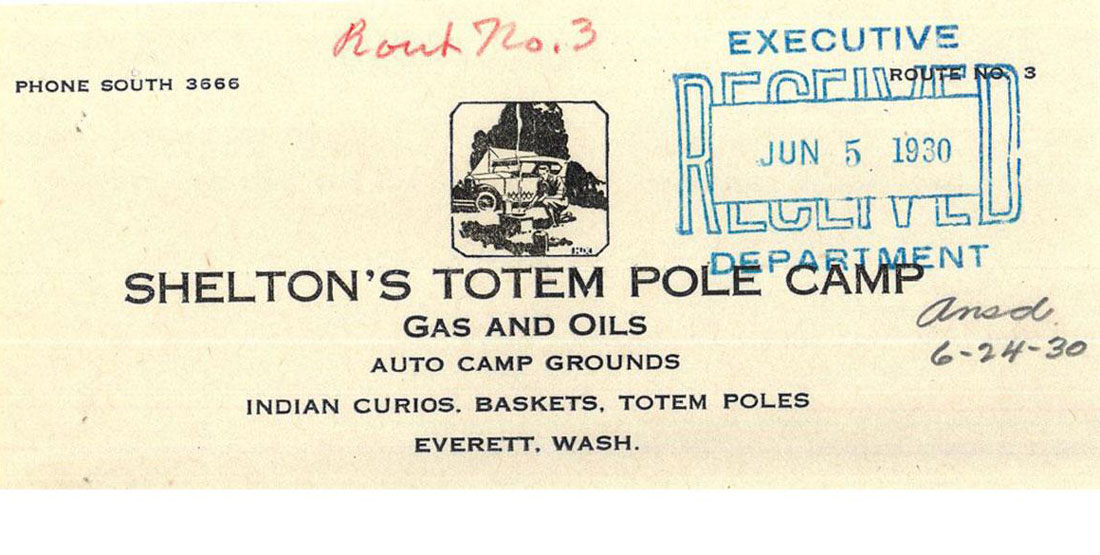 Rout No. 3
EXECUTIVE
PHONE SOUTH 3666
ROUTE NO. 3
RECEIVED
JUN 5 1930
RECEIVED
DEPARTMENT
SHELTON'S TOTEM POLE CAMP
GAS AND OILS
Ansd.
6-24-30
AUTO CAMP GROUNDS
INDIAN CURIOS. BASKETS, TOTEM POLES
EVERETT, WASH.